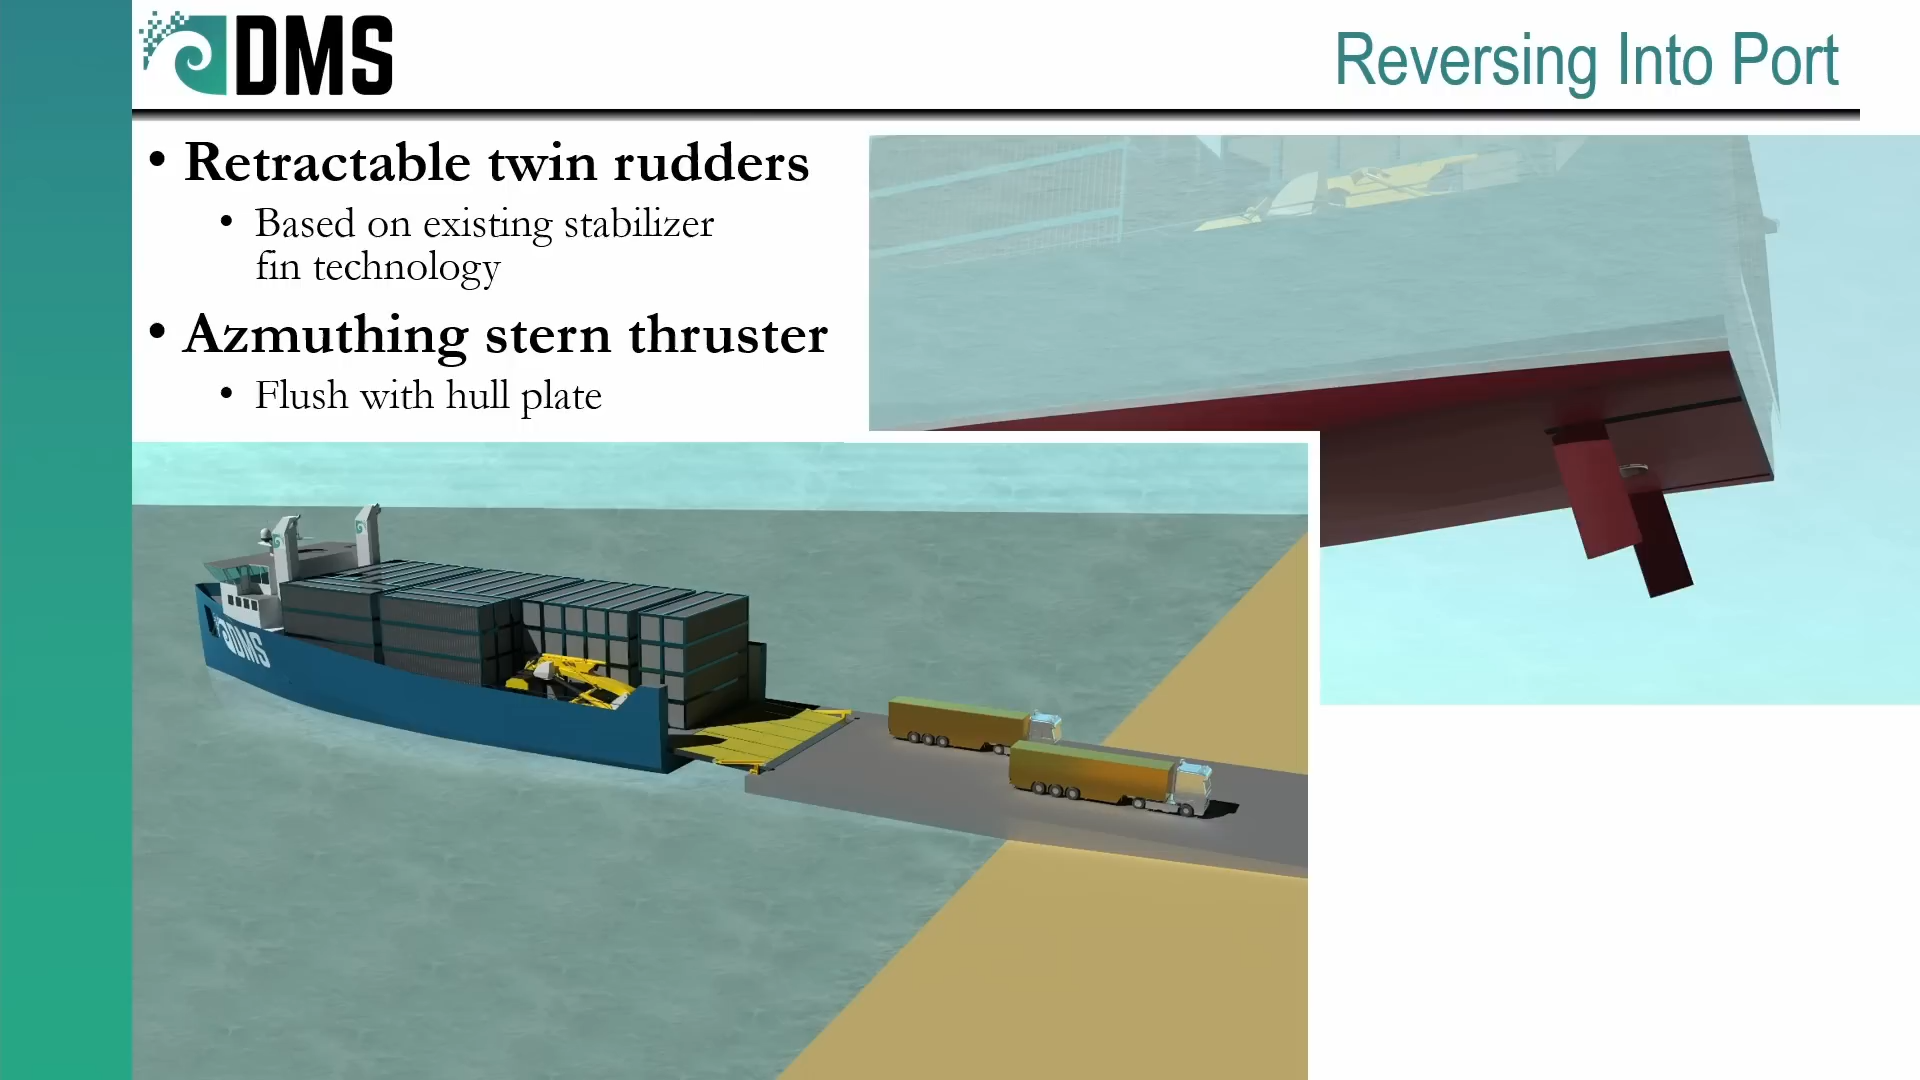 DMS
Reversing Into Port
• Retractable twin rudders
• Based on existing stabilizer
fin technology
• Azmuthing stern thruster
• Flush with hull plate
DMS